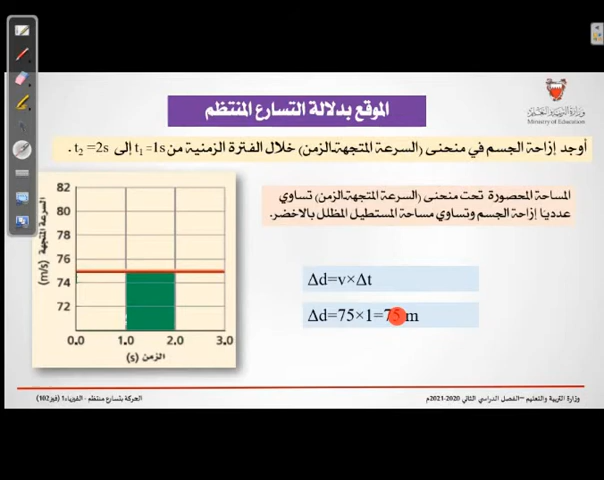 وزارة التربية والتعليم
Ministry of Education
الموقع بدلالة التسارع المنتظم
أوجد إزاحة الجسم في منحنى (السرعة المتجهة.الزمن) خلال الفترة الزمنية من t₁ =1s إلى t₂ =2s .
المساحة المحصورة تحت منحنى (السرعة المتجهة.الزمن) تساوي
عدديا إزاحة الجسم وتساوي مساحة المستطيل المظلل بالاخضر.
Δd=v×Δt
Δd=75×1=75 m
السرعة المتجهة (m/s)
82
80
78
76
74
72
0.0 1.0 2.0 3.0
الزمن (s)
وزارة التربية والتعليم –الفصل الدراسي الثاني 2020-2021م
الحركة بتسارع منتظم - الفيزياء1 (فيز102)